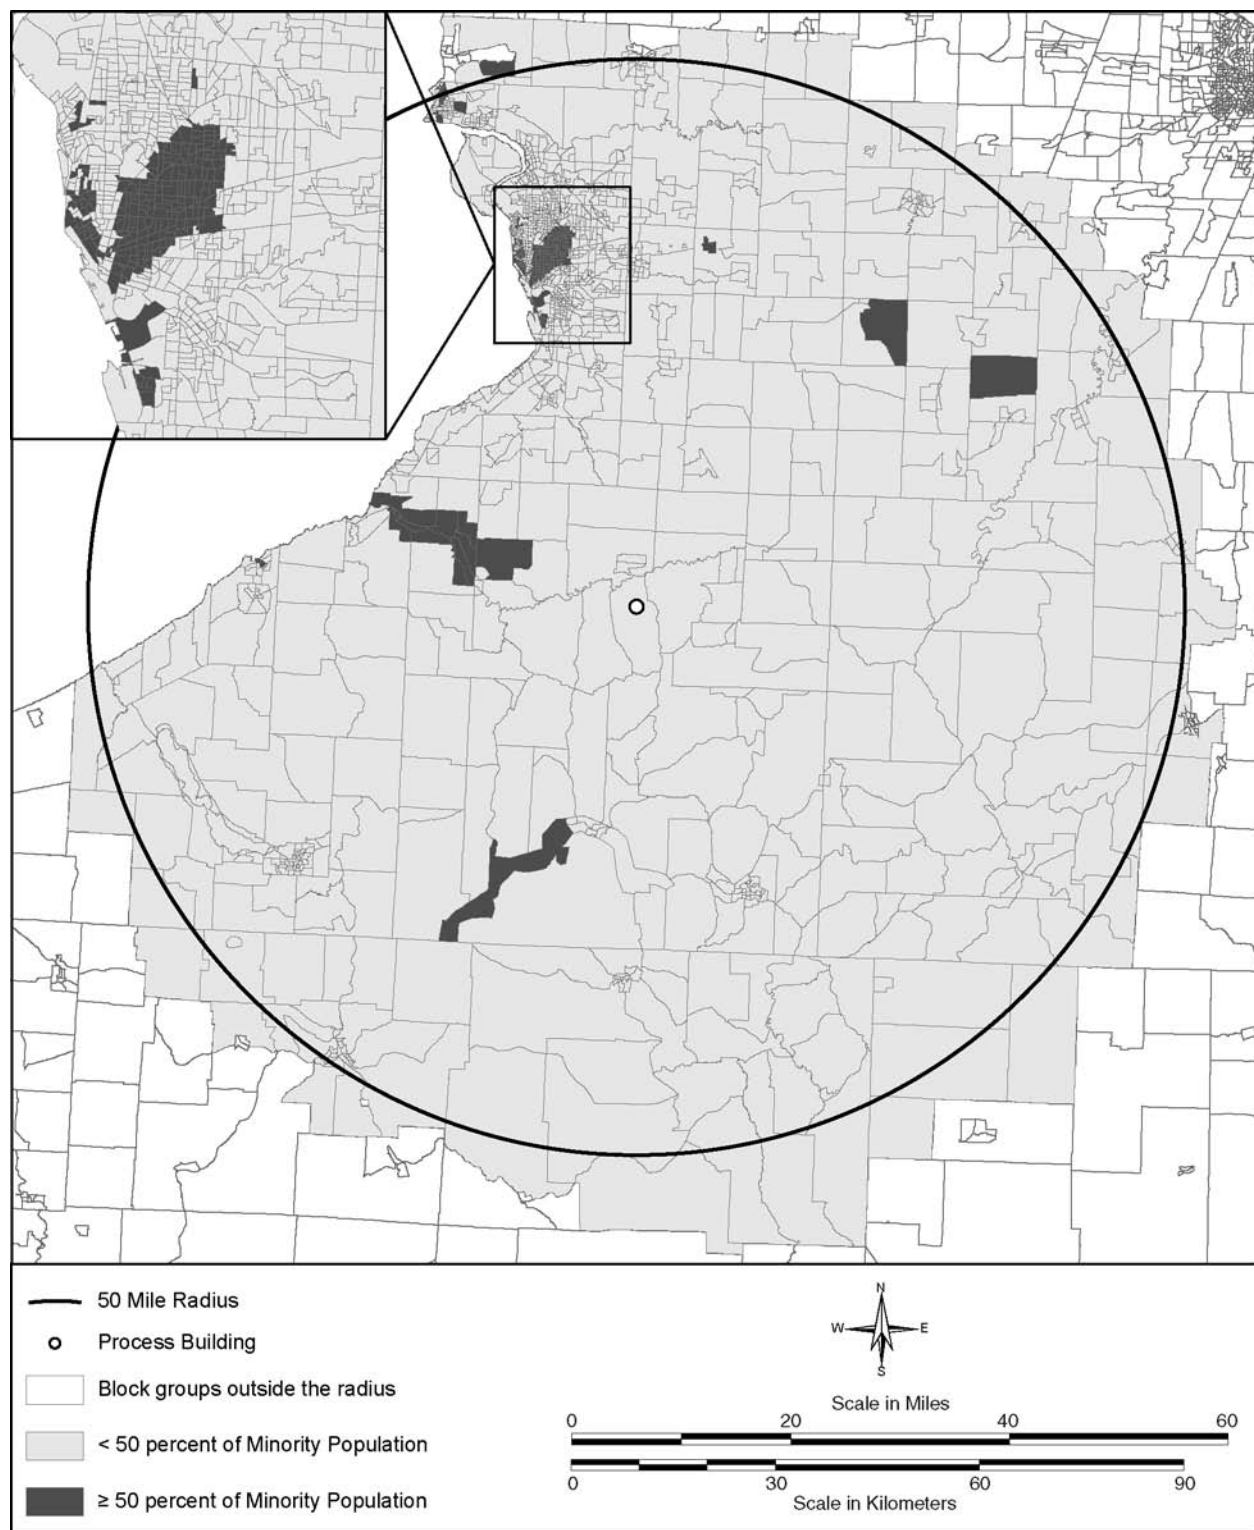 50 Mile Radius
Process Building
Block groups outside the radius
< 50 percent of Minority Population
≥ 50 percent of Minority Population
N
W E
S
Scale in Miles
0 20 40 60
0 30 60 90
Scale in Kilometers